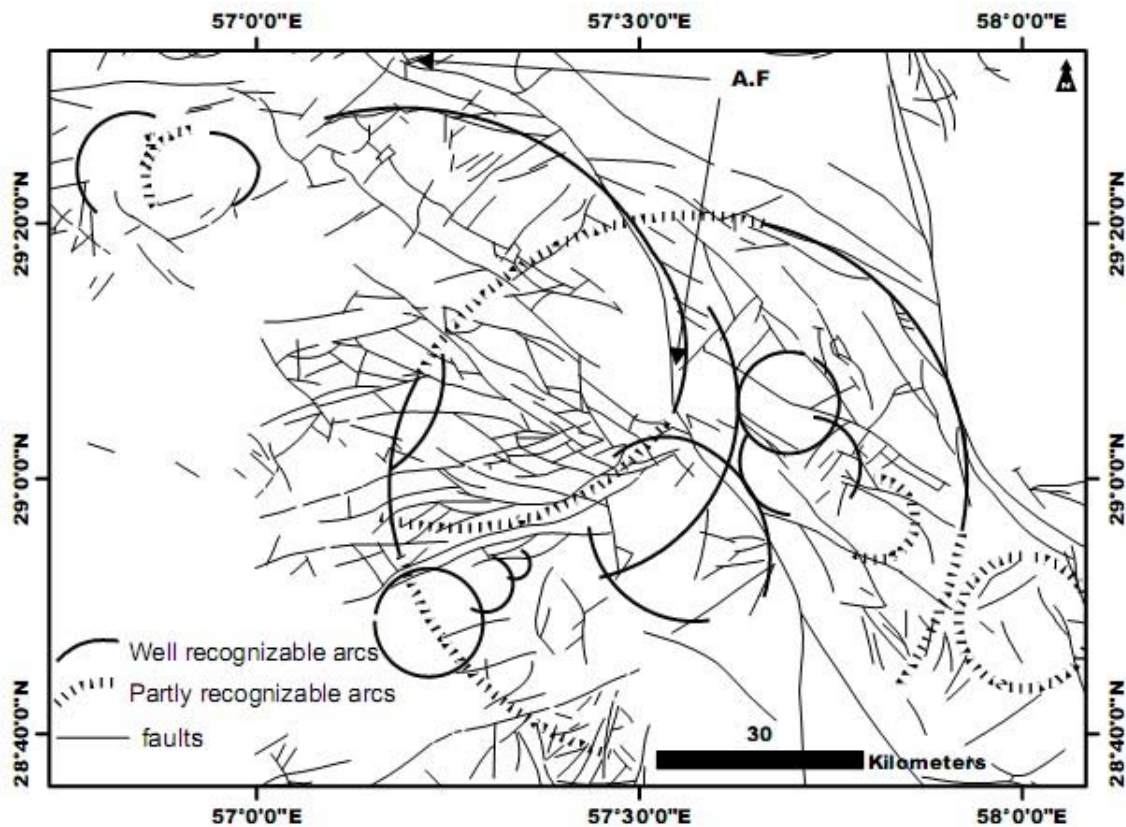 57°0'0"E 57°30'0"E 58°0'0"E
A.F
N
29°20'0"N 29°20'0"N
29°0'0"N 29°0'0"N
Well recognizable arcs
Partly recognizable arcs
faults
28°40'0"N 28°40'0"N
30
Kilometers
57°0'0"E 57°30'0"E 58°0'0"E